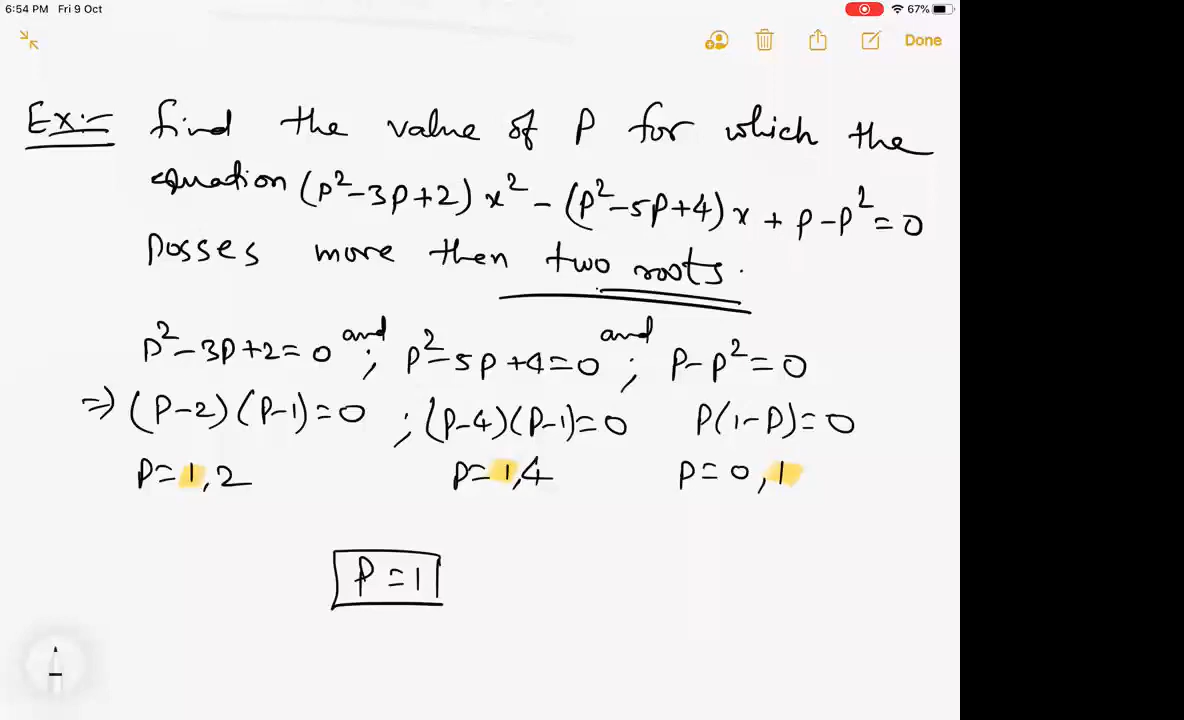 6:54 PM Fri 9 Oct 67%
Done
Ex:- find the value of P for which the
equation (p²-3p+2) x² - (p²-5p+4) x + p-p² = 0
posses more then two roots.
p²-3p+2=0 and ; p²-5p+4=0 and ; p-p²=0
⇒ (p-2)(p-1)=0 ; (p-4)(p-1)=0 p(1-p)=0
p=1,2 p=1,4 p=0,1
P=1